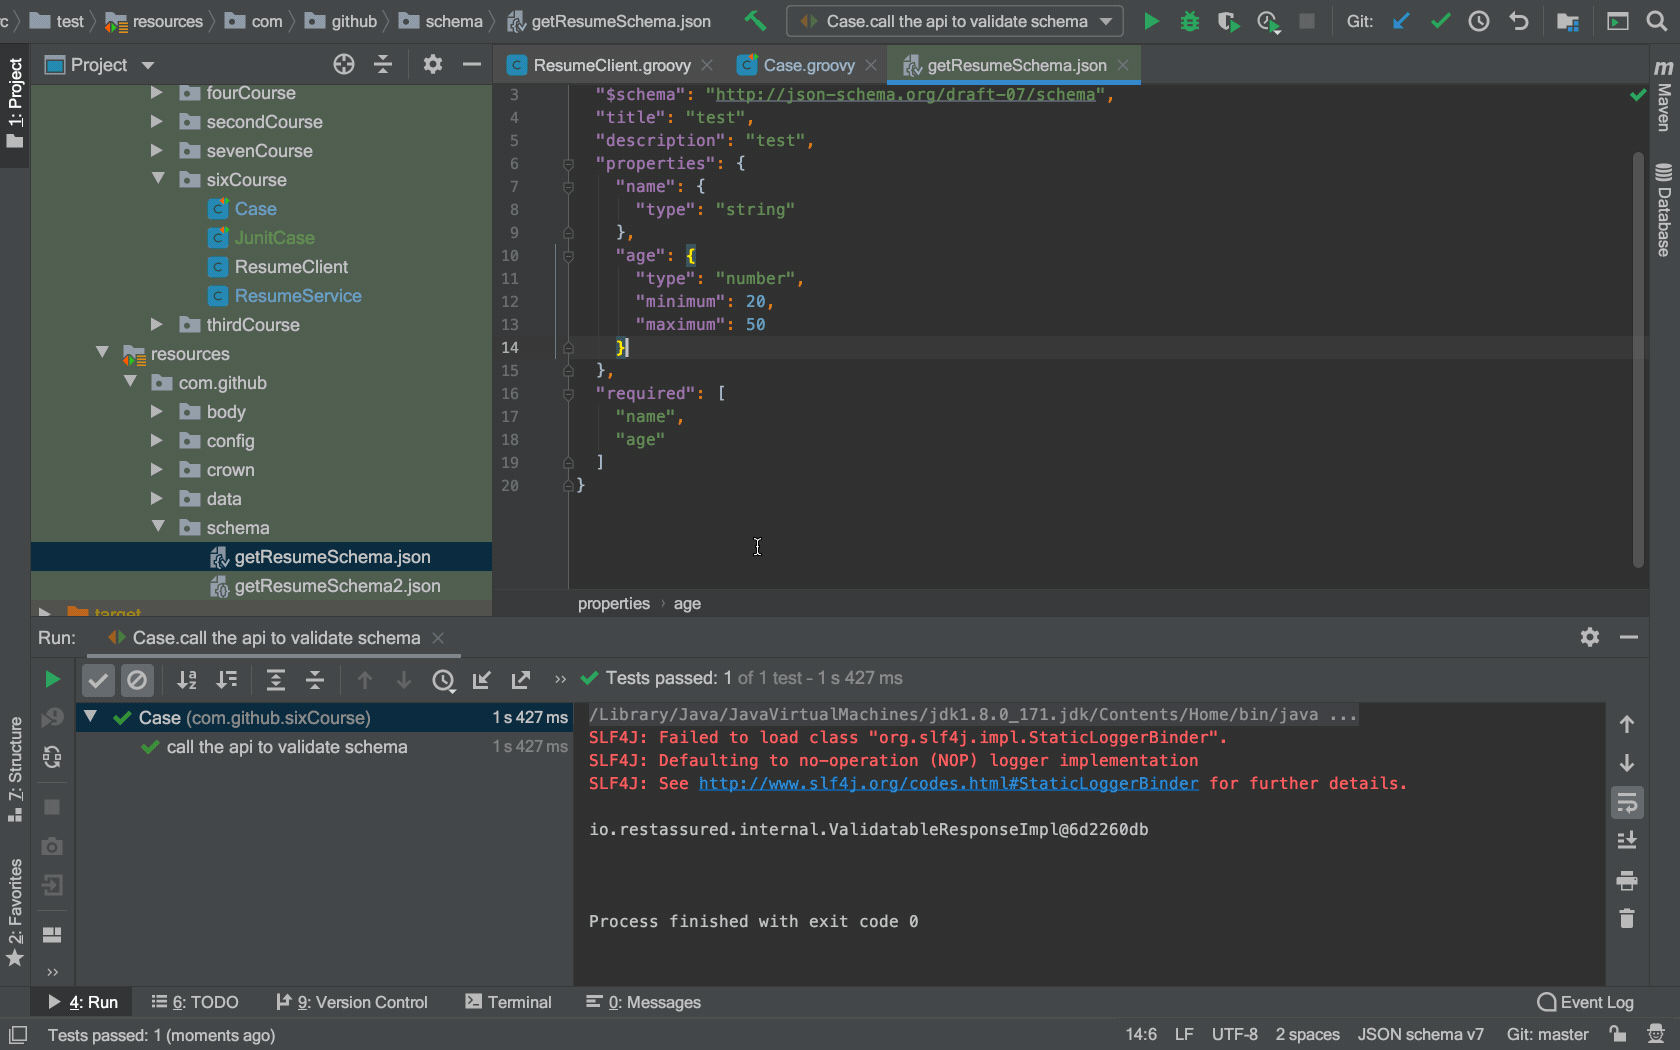 test resources com github schema getResumeSchema.json Case.call the api to validate schema Git:
Project
ResumeClient.groovy Case.groovy getResumeSchema.json
1: Project
Z: Structure
2: Favorites
m
Maven
Database
fourCourse
secondCourse
sevenCourse
sixCourse
Case
JunitCase
ResumeClient
ResumeService
thirdCourse
resources
com.github
body
config
crown
data
schema
getResumeSchema.json
getResumeSchema2.json
target
3 "$schema": "http://json-schema.org/draft-07/schema",
4 "title": "test",
5 "description": "test",
6 "properties": {
7 "name": {
8 "type": "string"
9 },
10 "age": {
11 "type": "number",
12 "minimum": 20,
13 "maximum": 50
14 }
15 },
16 "required": [
17 "name",
18 "age"
19 ]
20 }
properties › age
Run: Case.call the api to validate schema
Tests passed: 1 of 1 test - 1 s 427 ms
Case (com.github.sixCourse) 1 s 427 ms
call the api to validate schema 1 s 427 ms
/Library/Java/JavaVirtualMachines/jdk1.8.0_171.jdk/Contents/Home/bin/java ...
SLF4J: Failed to load class "org.slf4j.impl.StaticLoggerBinder".
SLF4J: Defaulting to no-operation (NOP) logger implementation
SLF4J: See http://www.slf4j.org/codes.html#StaticLoggerBinder for further details.
io.restassured.internal.ValidatableResponseImpl@6d2260db
Process finished with exit code 0
4: Run 6: TODO 9: Version Control Terminal 0: Messages Event Log
Tests passed: 1 (moments ago) 14:6 LF UTF-8 2 spaces JSON schema v7 Git: master